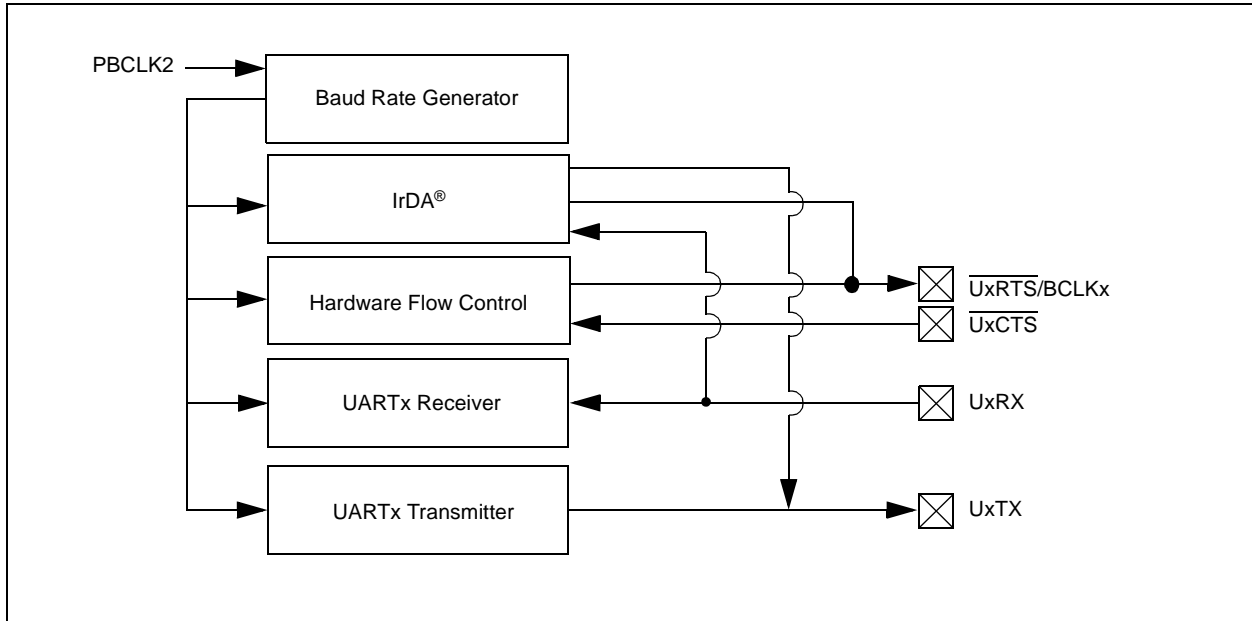 PBCLK2
Baud Rate Generator
IrDA®
Hardware Flow Control
UxRTS/BCLKx
UxCTS
UARTx Receiver
UxRX
UARTx Transmitter
UxTX